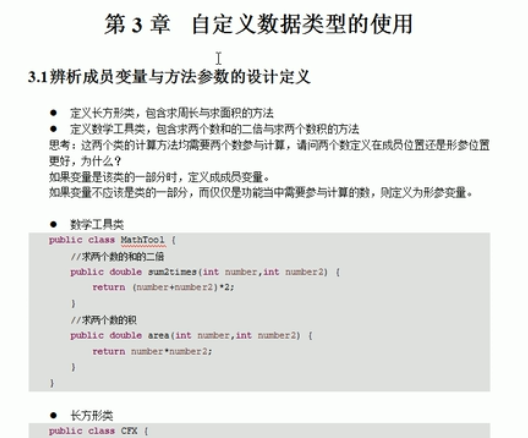 第 3 章 自定义数据类型的使用
3.1辨析成员变量与方法参数的设计定义
● 定义长方形类，包含求周长与求面积的方法
● 定义数学工具类，包含求两个数和的二倍与求两个数积的方法
思考：这两个类的计算方法均需要两个数参与计算，请问两个数定义在成员位置还是形参位置
更好，为什么？
如果变量是该类的一部分时，定义成成员变量。
如果变量不应该是类的一部分，而仅仅是功能当中需要参与计算的数，则定义为形参变量。
● 数学工具类
public class MathTool {
//求两个数的和的二倍
public double sum2times(int number,int number2) {
return (number+number2)*2;
}
//求两个数的积
public double area(int number,int number2) {
return number*number2;
}
}
● 长方形类
public class CFX {